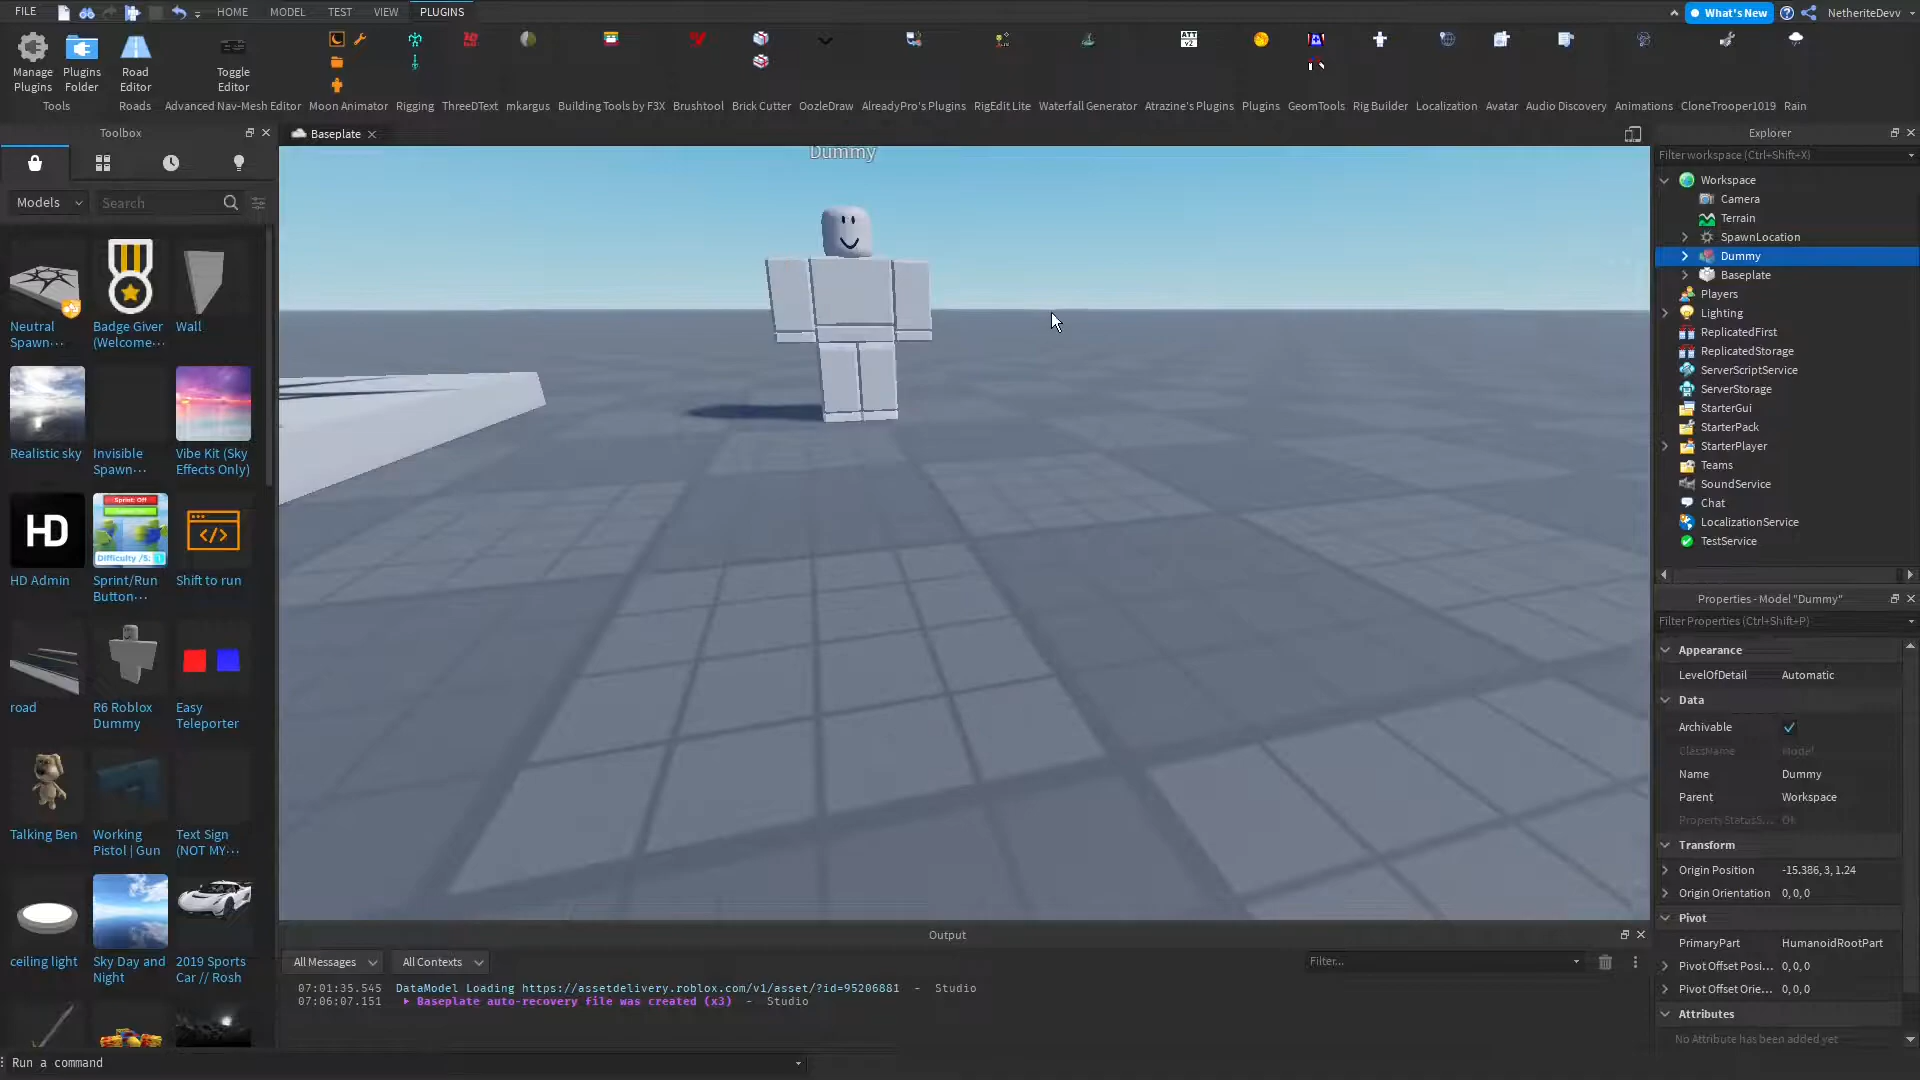 FILE
HOME
MODEL
TEST
VIEW
PLUGINS
What's New
NetheriteDevv
Manage
Plugins
Plugins
Folder
Road
Editor
Toggle
Editor
ATT
v2
Tools
Roads
Advanced Nav-Mesh Editor
Moon Animator
Rigging
ThreeDText
mkargus
Building Tools by F3X
Brushtool
Brick Cutter
OozleDraw
AlreadyPro's Plugins
RigEdit Lite
Waterfall Generator
Atrazine's Plugins
Plugins
GeomTools
Rig Builder
Localization
Avatar
Audio Discovery
Animations
CloneTrooper1019
Rain
Toolbox
Models
Search
Neutral
Spawn...
Badge Giver
(Welcome...
Wall
Realistic sky
Invisible
Spawn...
Vibe Kit (Sky
Effects Only)
HD
HD Admin
Sprint: Off
Difficulty /5: 1
Sprint/Run
Button...
Shift to run
road
R6 Roblox
Dummy
Easy
Teleporter
Talking Ben
Working
Pistol | Gun
Text Sign
(NOT MY...
ceiling light
Sky Day and
Night
2019 Sports
Car // Rosh
Baseplate
Dummy
Output
All Messages
All Contexts
Filter...
07:01:35.545 DataModel Loading https://assetdelivery.roblox.com/v1/asset/?id=95206881 - Studio
07:06:07.151 Baseplate auto-recovery file was created (x3) - Studio
Run a command
Explorer
Filter workspace (Ctrl+Shift+X)
Workspace
Camera
Terrain
SpawnLocation
Dummy
Baseplate
Players
Lighting
ReplicatedFirst
ReplicatedStorage
ServerScriptService
ServerStorage
StarterGui
StarterPack
StarterPlayer
Teams
SoundService
Chat
LocalizationService
TestService
Properties - Model "Dummy"
Filter Properties (Ctrl+Shift+P)
Appearance
LevelOfDetail Automatic
Data
Archivable
ClassName Model
Name Dummy
Parent Workspace
PropertyStatusS... Ok
Transform
Origin Position -15.386, 3, 1.24
Origin Orientation 0, 0, 0
Pivot
PrimaryPart HumanoidRootPart
Pivot Offset Posi... 0, 0, 0
Pivot Offset Orie... 0, 0, 0
Attributes
No Attribute has been added yet